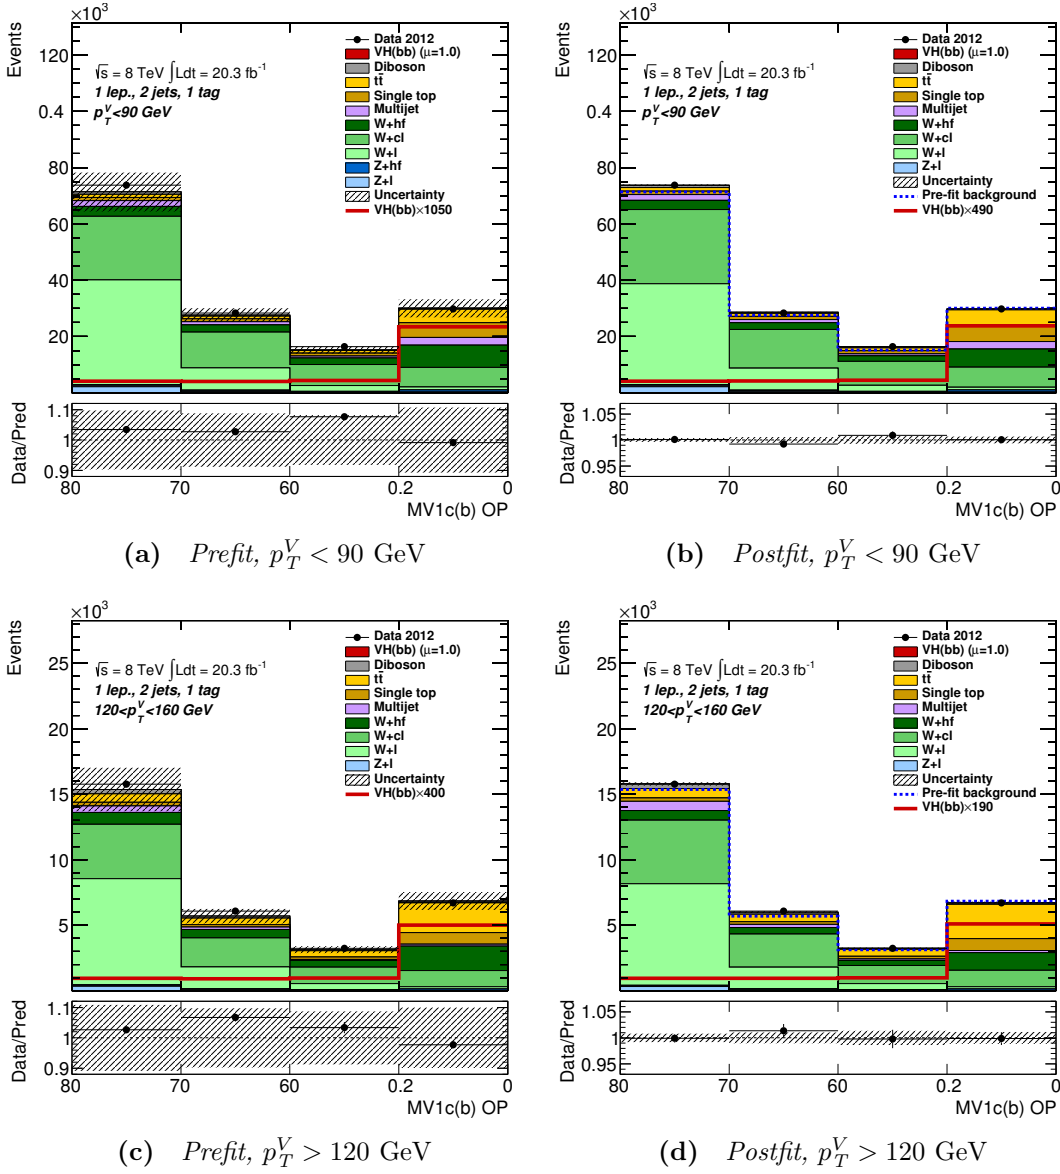 ×10³
Events
120
0.4
80
60
40
20
√s = 8 TeV ∫Ldt = 20.3 fb⁻¹
1 lep., 2 jets, 1 tag
p_T^V<90 GeV
Data 2012
VH(bb) (μ=1.0)
Diboson
tt̄
Single top
Multijet
W+hf
W+cl
W+l
Z+hf
Z+l
Uncertainty
VH(bb)×1050
Data/Pred
1.1
1
0.9
80 70 60 0.2 0
MV1c(b) OP
(a) Prefit, p_T^V < 90 GeV
×10³
Events
120
0.4
80
60
40
20
√s = 8 TeV ∫Ldt = 20.3 fb⁻¹
1 lep., 2 jets, 1 tag
p_T^V<90 GeV
Data 2012
VH(bb) (μ=1.0)
Diboson
tt̄
Single top
Multijet
W+hf
W+cl
W+l
Z+hf
Z+l
Uncertainty
Pre-fit background
VH(bb)×490
Data/Pred
1.05
1
0.95
80 70 60 0.2 0
MV1c(b) OP
(b) Postfit, p_T^V < 90 GeV
×10³
Events
25
20
15
10
5
√s = 8 TeV ∫Ldt = 20.3 fb⁻¹
1 lep., 2 jets, 1 tag
120<p_T^V<160 GeV
Data 2012
VH(bb) (μ=1.0)
Diboson
tt̄
Single top
Multijet
W+hf
W+cl
W+l
Z+l
Uncertainty
VH(bb)×400
Data/Pred
1.1
1
0.9
80 70 60 0.2 0
MV1c(b) OP
(c) Prefit, p_T^V > 120 GeV
×10³
Events
25
20
15
10
5
√s = 8 TeV ∫Ldt = 20.3 fb⁻¹
1 lep., 2 jets, 1 tag
120<p_T^V<160 GeV
Data 2012
VH(bb) (μ=1.0)
Diboson
tt̄
Single top
Multijet
W+hf
W+cl
W+l
Z+l
Uncertainty
Pre-fit background
VH(bb)×190
Data/Pred
1.05
1
0.95
80 70 60 0.2 0
MV1c(b) OP
(d) Postfit, p_T^V > 120 GeV